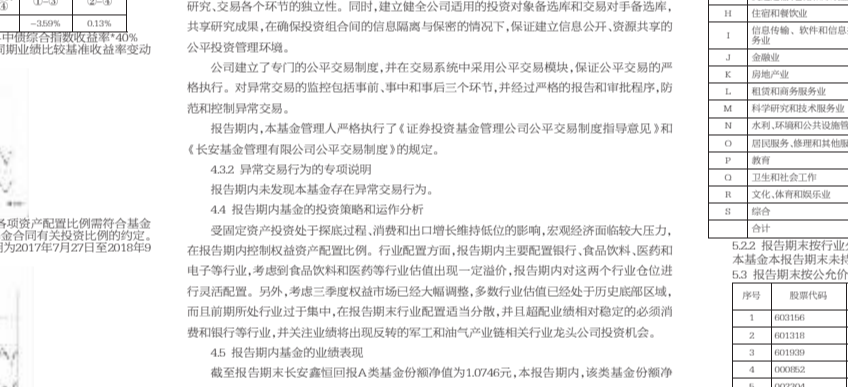 ④ ①-③ ②-④
-3.59% 0.13%
中债综合指数收益率*40%
同期业绩比较基准收益率变动
各项资产配置比例需符合基金
金合同有关投资比例的约定。
为2017年7月27日至2018年9
研究、交易各个环节的独立性。同时,建立健全公司适用的投资对象备选库和交易对手备选库,
共享研究成果,在确保投资组合间的信息隔离与保密的情况下,保证建立信息公开、资源共享的
公平投资管理环境。
公司建立了专门的公平交易制度,并在交易系统中采用公平交易模块,保证公平交易的严
格执行。对异常交易的监控包括事前、事中和事后三个环节,并经过严格的报告和审批程序,防
范和控制异常交易。
报告期内,本基金管理人严格执行了《证券投资基金管理公司公平交易制度指导意见》和
《长安基金管理有限公司公平交易制度》的规定。
4.3.2 异常交易行为的专项说明
报告期内未发现本基金存在异常交易行为。
4.4 报告期内基金的投资策略和运作分析
受固定资产投资处于探底过程、消费和出口增长维持低位的影响,宏观经济面临较大压力,
在报告期内控制权益资产配置比例。行业配置方面,报告期内主要配置银行、食品饮料、医药和
电子等行业,考虑到食品饮料和医药等行业估值出现一定溢价,报告期内对这两个行业仓位进
行灵活配置。另外,考虑三季度权益市场已经大幅调整,多数行业估值已经处于历史底部区域,
而且前期所处行业过于集中,在报告期末行业配置适当分散,并且超配业绩相对稳定的必须消
费和银行等行业,并关注业绩将出现反转的军工和油气产业链相关行业龙头公司投资机会。
4.5 报告期内基金的业绩表现
截至报告期末长安鑫恒回报A类基金份额净值为1.0746元,本报告期内,该类基金份额净
H 住宿和餐饮业
I 信息传输、软件和信息
务业
J 金融业
K 房地产业
L 租赁和商务服务业
M 科学研究和技术服务业
N 水利、环境和公共设施管
O 居民服务、修理和其他服
P 教育
Q 卫生和社会工作
R 文化、体育和娱乐业
S 综合
合计
5.2.2 报告期末按行业
本基金本报告期末未持
5.3 报告期末按公允价
序号 股票代码
1 603156
2 601318
3 601939
4 000852